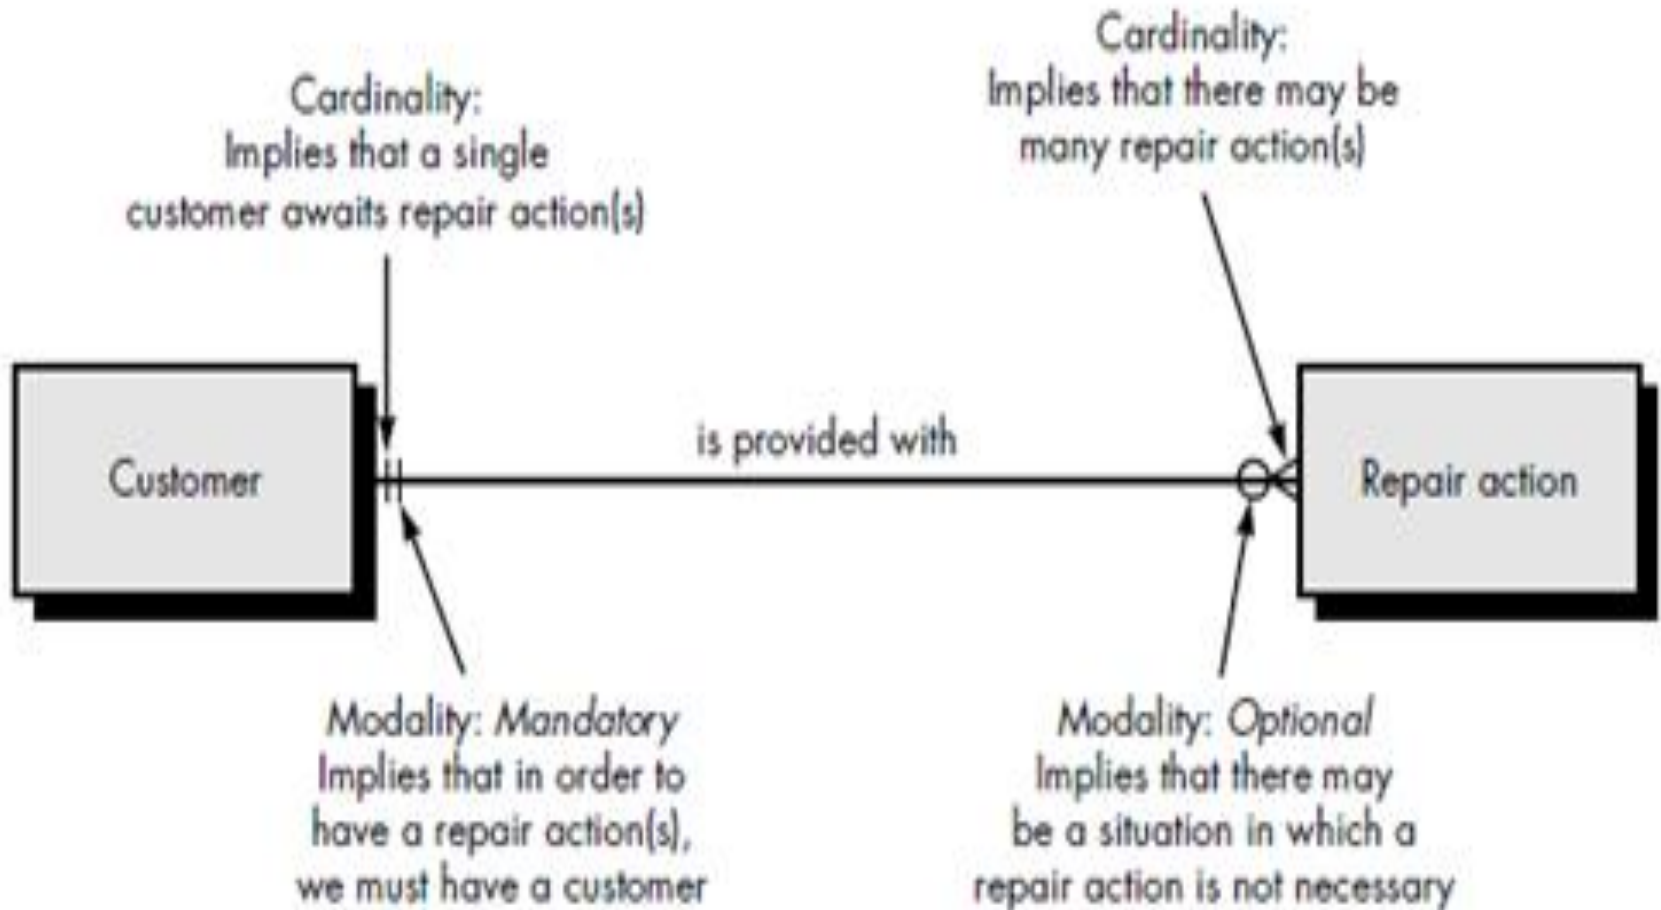 Cardinality:
Implies that a single
customer awaits repair action(s)
Cardinality:
Implies that there may be
many repair action(s)
Customer
is provided with
Repair action
Modality: Mandatory
Implies that in order to
have a repair action(s),
we must have a customer
Modality: Optional
Implies that there may
be a situation in which a
repair action is not necessary